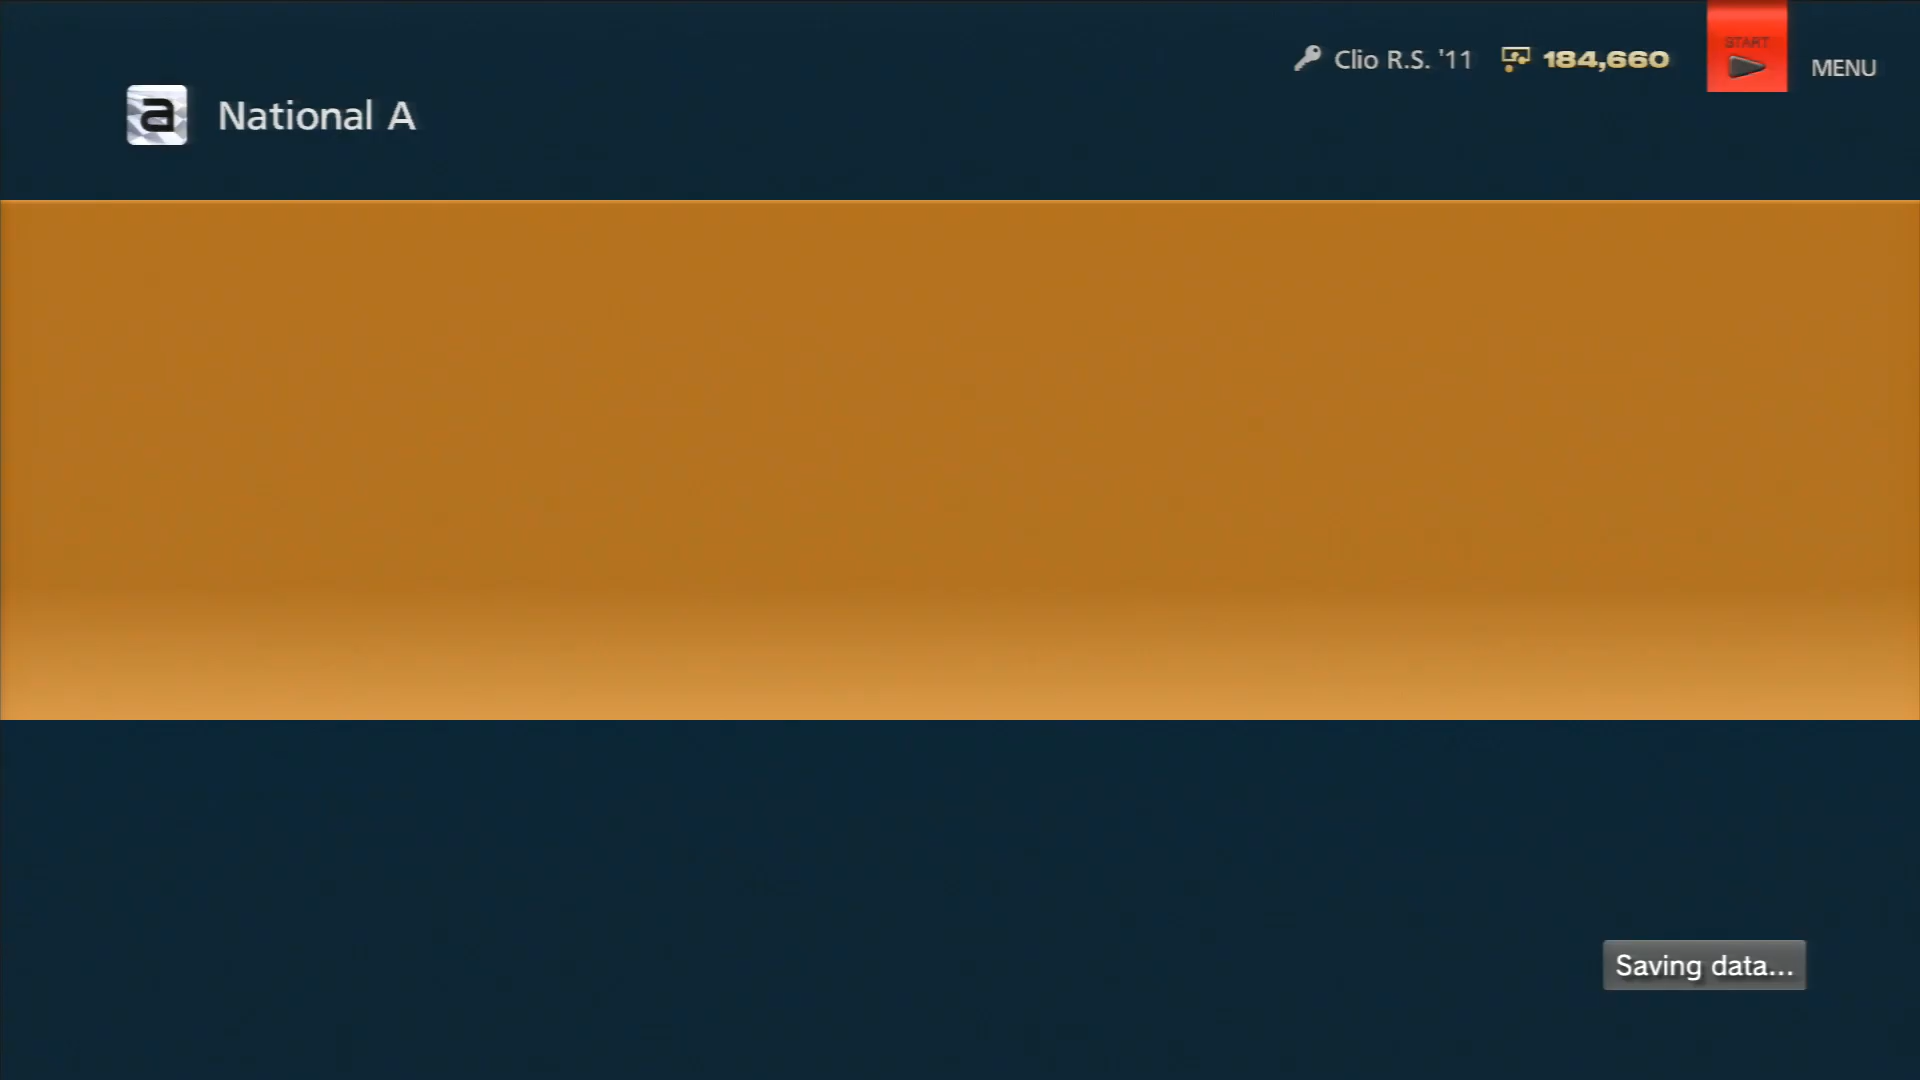 Clio R.S. '11 184,660
START
MENU
a National A
Saving data...